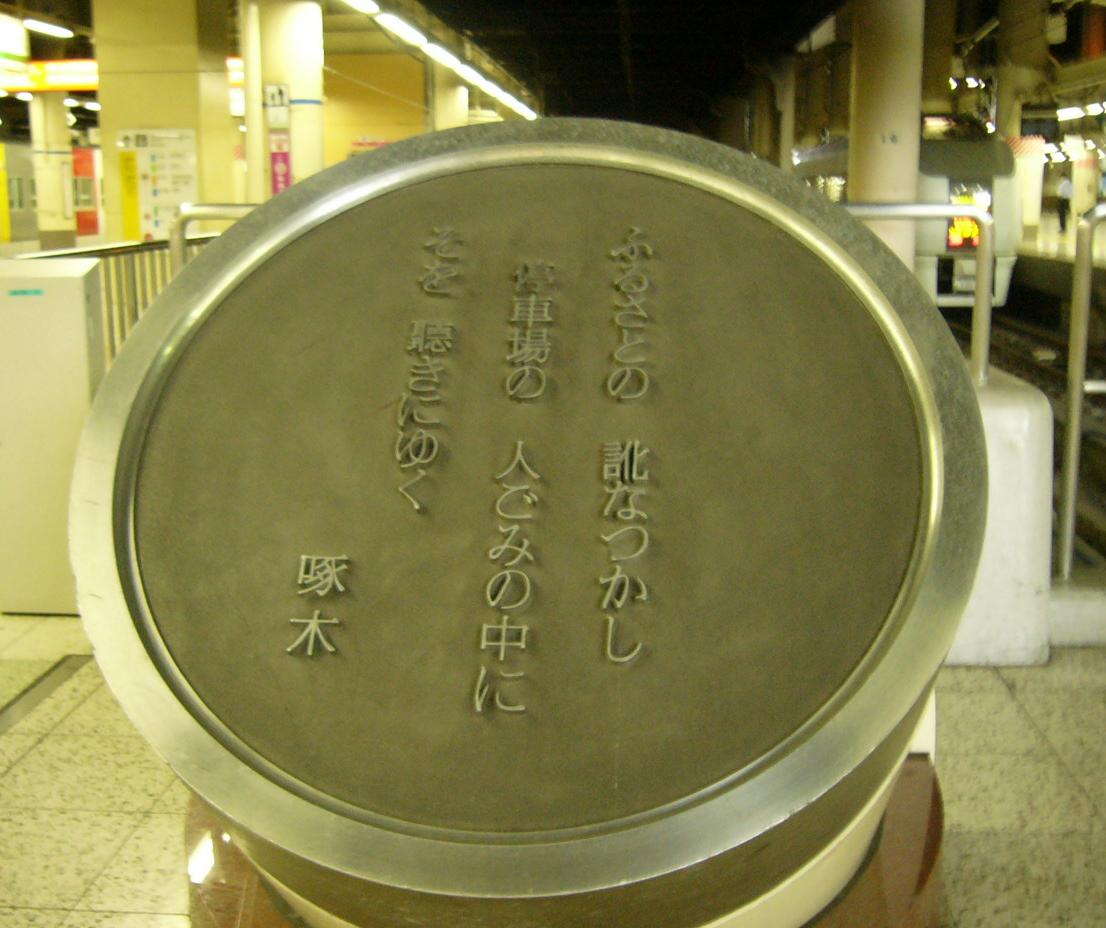 ふるさとの 訛なつかし
停車場の 人ごみの中に
そを 聴きにゆく
啄木